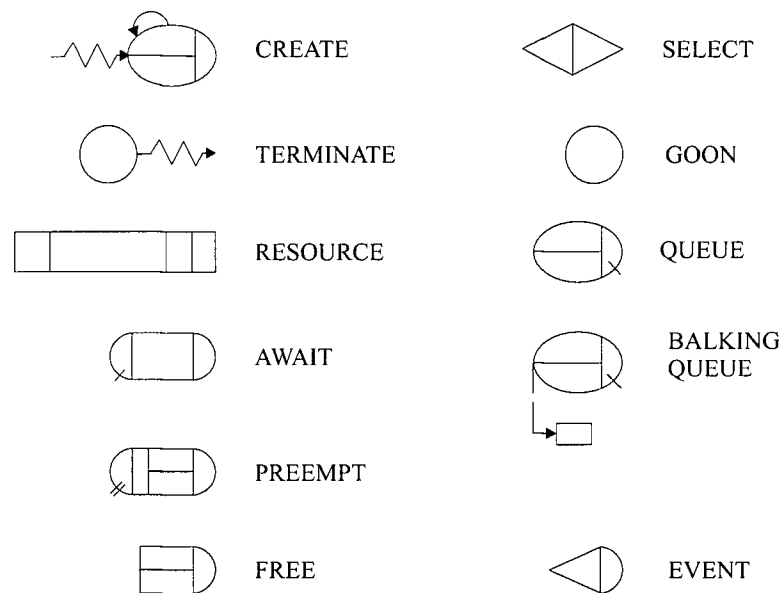 CREATE
TERMINATE
RESOURCE
AWAIT
PREEMPT
FREE
SELECT
GOON
QUEUE
BALKING
QUEUE
EVENT